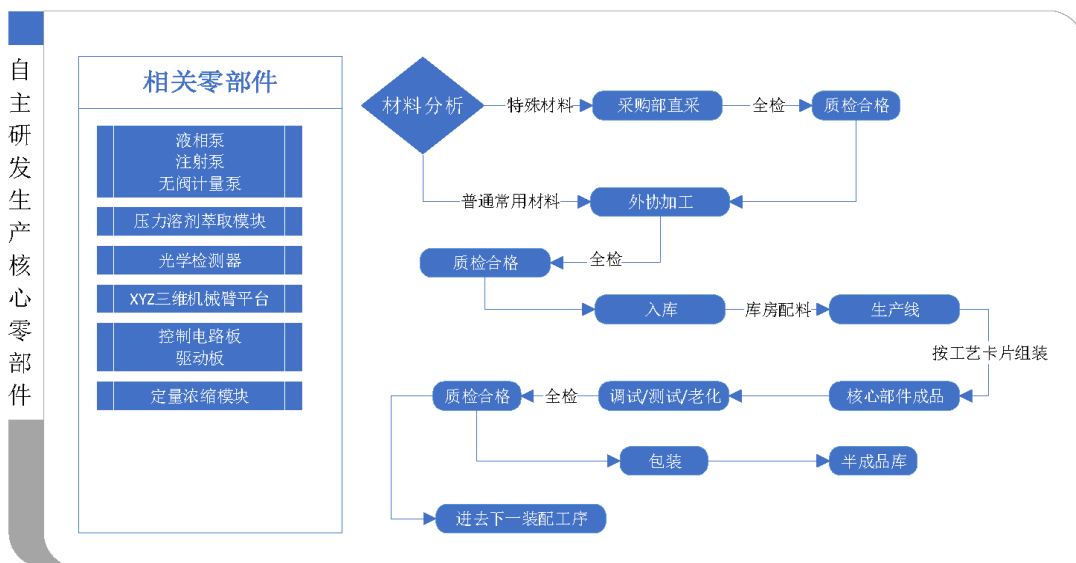 自主研发生产核心零部件
相关零部件
液相泵
注射泵
无阀计量泵
压力溶剂萃取模块
光学检测器
XYZ三维机械臂平台
控制电路板
驱动板
定量浓缩模块
材料分析
特殊材料
采购部直采
全检
质检合格
普通常用材料
外协加工
质检合格
全检
入库
库房配料
生产线
按工艺卡片组装
质检合格
全检
调试/测试/老化
核心部件成品
包装
半成品库
进去下一装配工序